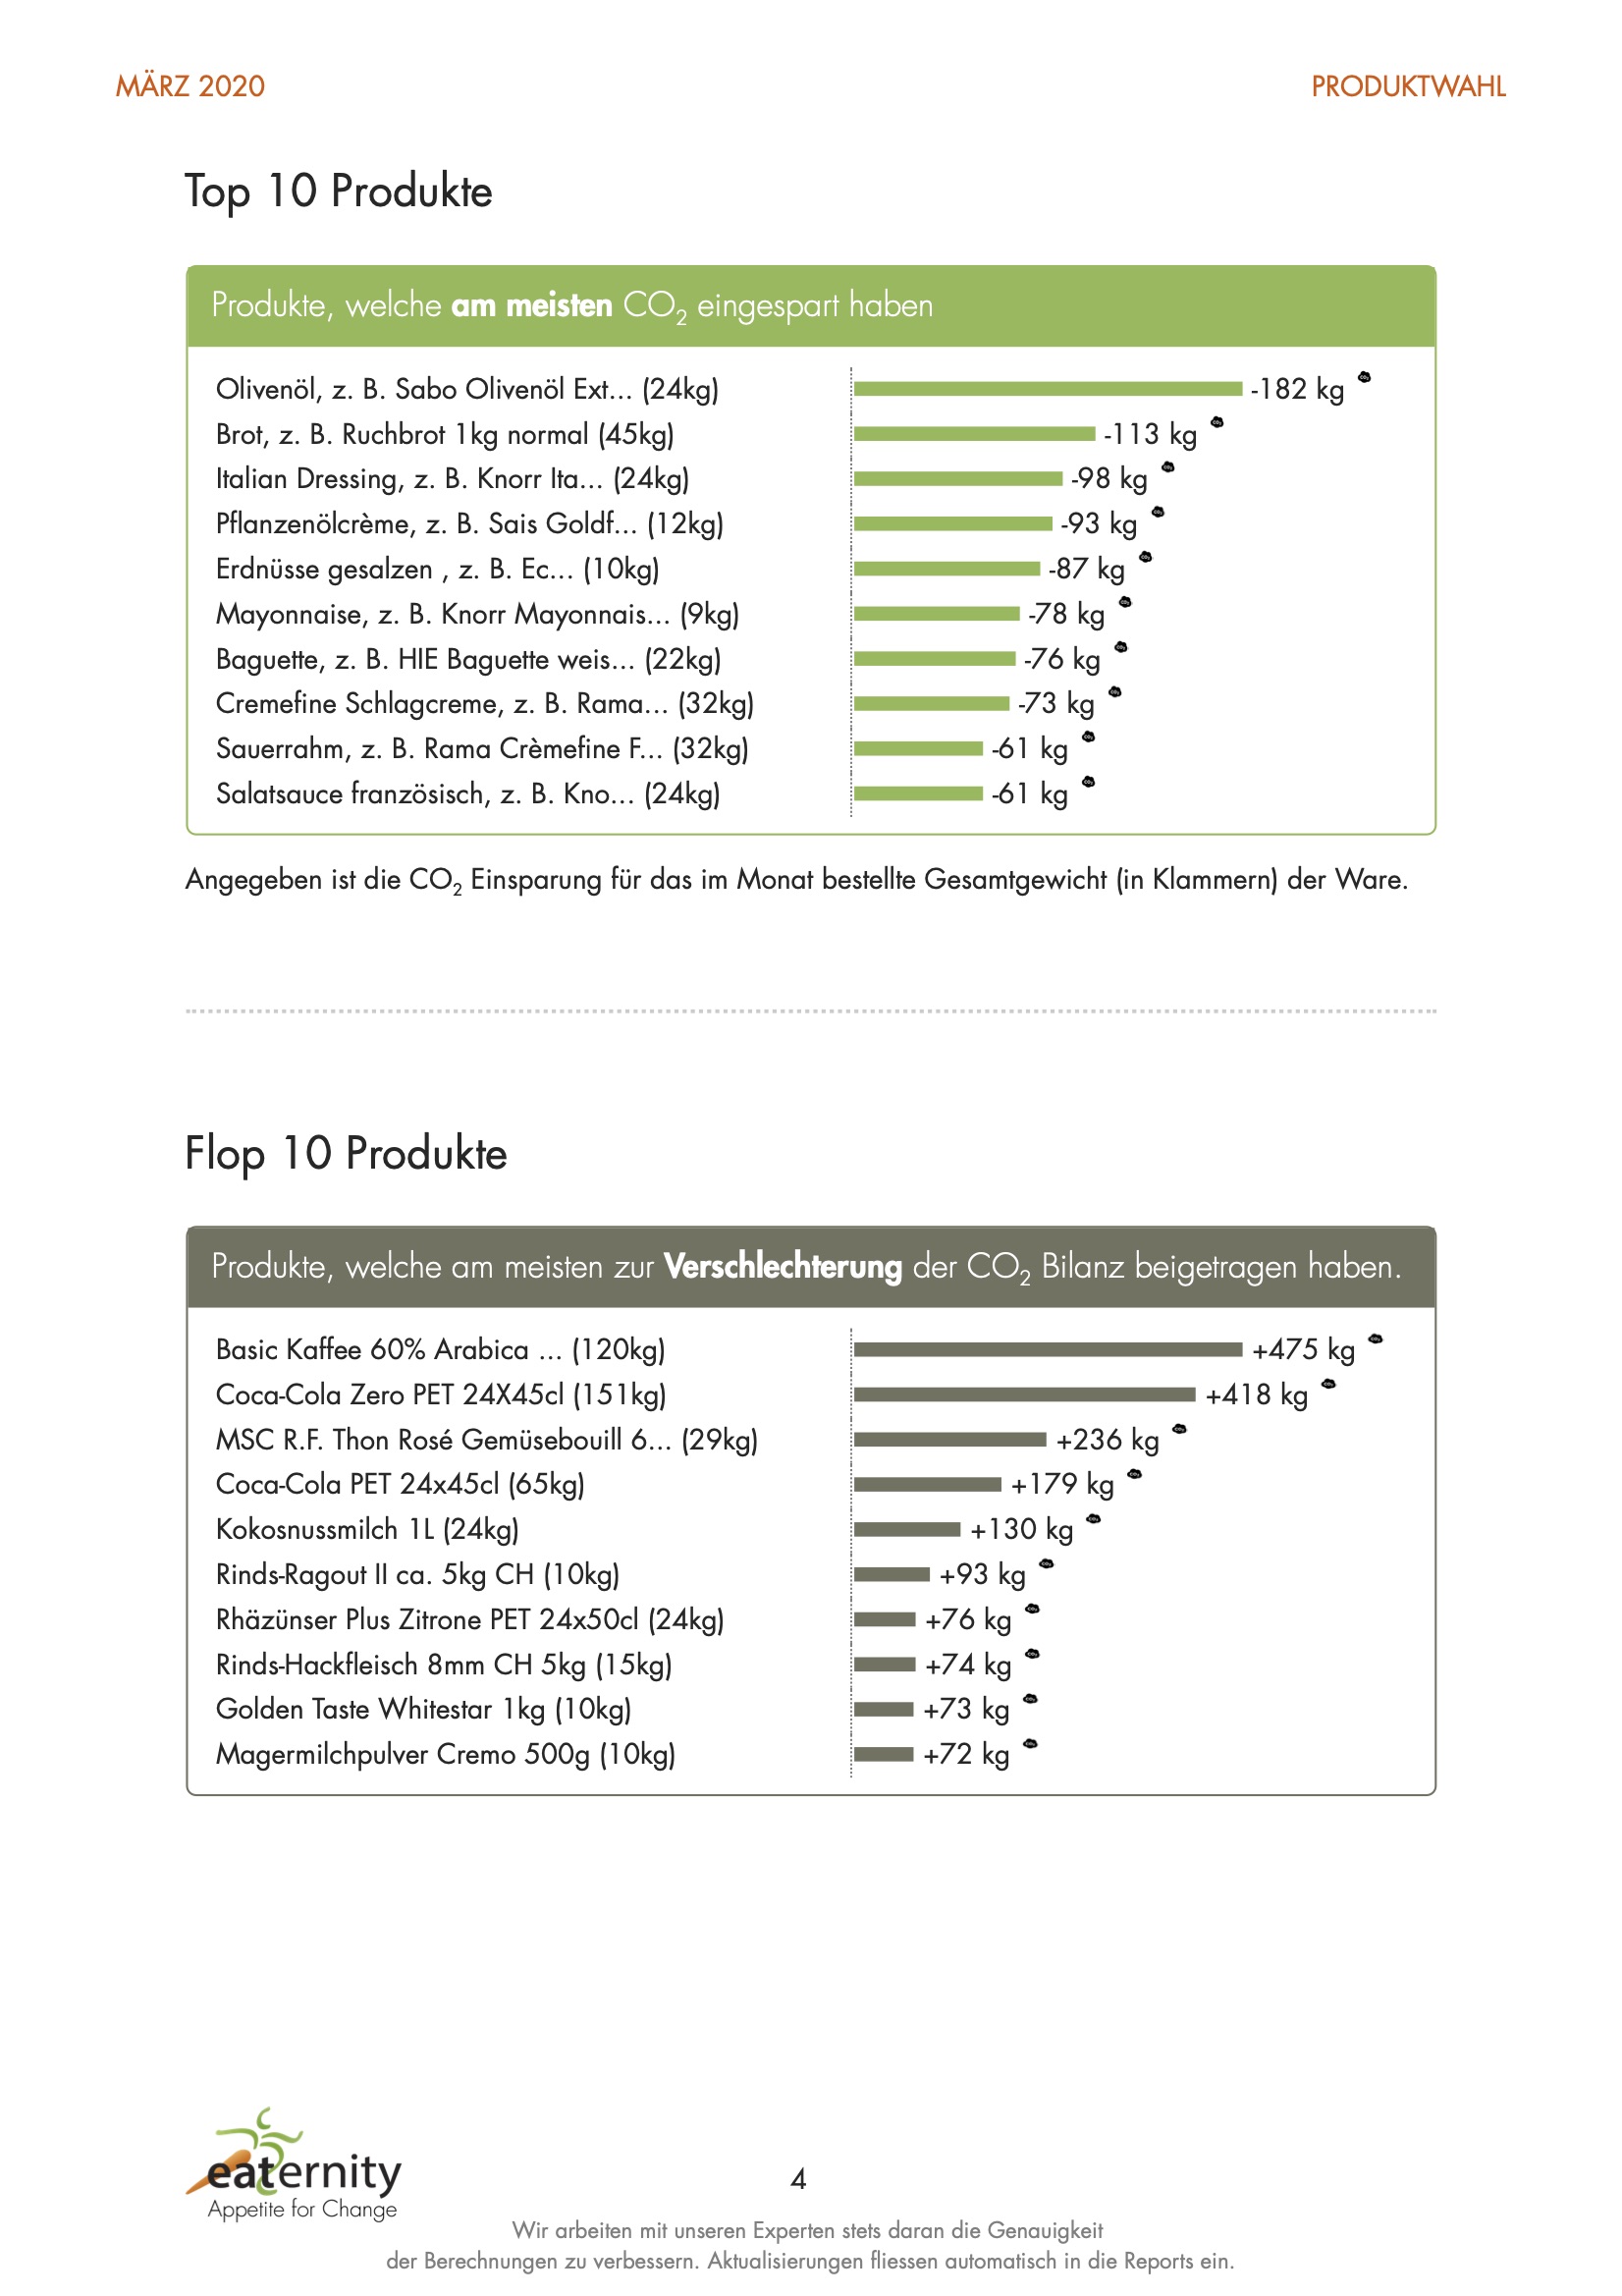 MÄRZ 2020
PRODUKTWAHL
Top 10 Produkte
Produkte, welche am meisten CO₂ eingespart haben
Olivenöl, z. B. Sabo Olivenöl Ext... (24kg) -182 kg
Brot, z. B. Ruchbrot 1kg normal (45kg) -113 kg
Italian Dressing, z. B. Knorr Ita... (24kg) -98 kg
Pflanzenölcrème, z. B. Sais Goldf... (12kg) -93 kg
Erdnüsse gesalzen , z. B. Ec... (10kg) -87 kg
Mayonnaise, z. B. Knorr Mayonnais... (9kg) -78 kg
Baguette, z. B. HIE Baguette weis... (22kg) -76 kg
Cremefine Schlagcreme, z. B. Rama... (32kg) -73 kg
Sauerrahm, z. B. Rama Crèmefine F... (32kg) -61 kg
Salatsauce französisch, z. B. Kno... (24kg) -61 kg
Angegeben ist die CO₂ Einsparung für das im Monat bestellte Gesamtgewicht (in Klammern) der Ware.
Flop 10 Produkte
Produkte, welche am meisten zur Verschlechterung der CO₂ Bilanz beigetragen haben.
Basic Kaffee 60% Arabica ... (120kg) +475 kg
Coca-Cola Zero PET 24X45cl (151kg) +418 kg
MSC R.F. Thon Rosé Gemüsebouill 6... (29kg) +236 kg
Coca-Cola PET 24x45cl (65kg) +179 kg
Kokosnussmilch 1L (24kg) +130 kg
Rinds-Ragout II ca. 5kg CH (10kg) +93 kg
Rhäzünser Plus Zitrone PET 24x50cl (24kg) +76 kg
Rinds-Hackfleisch 8mm CH 5kg (15kg) +74 kg
Golden Taste Whitestar 1kg (10kg) +73 kg
Magermilchpulver Cremo 500g (10kg) +72 kg
eaternity
Appetite for Change
4
Wir arbeiten mit unseren Experten stets daran die Genauigkeit
der Berechnungen zu verbessern. Aktualisierungen fliessen automatisch in die Reports ein.